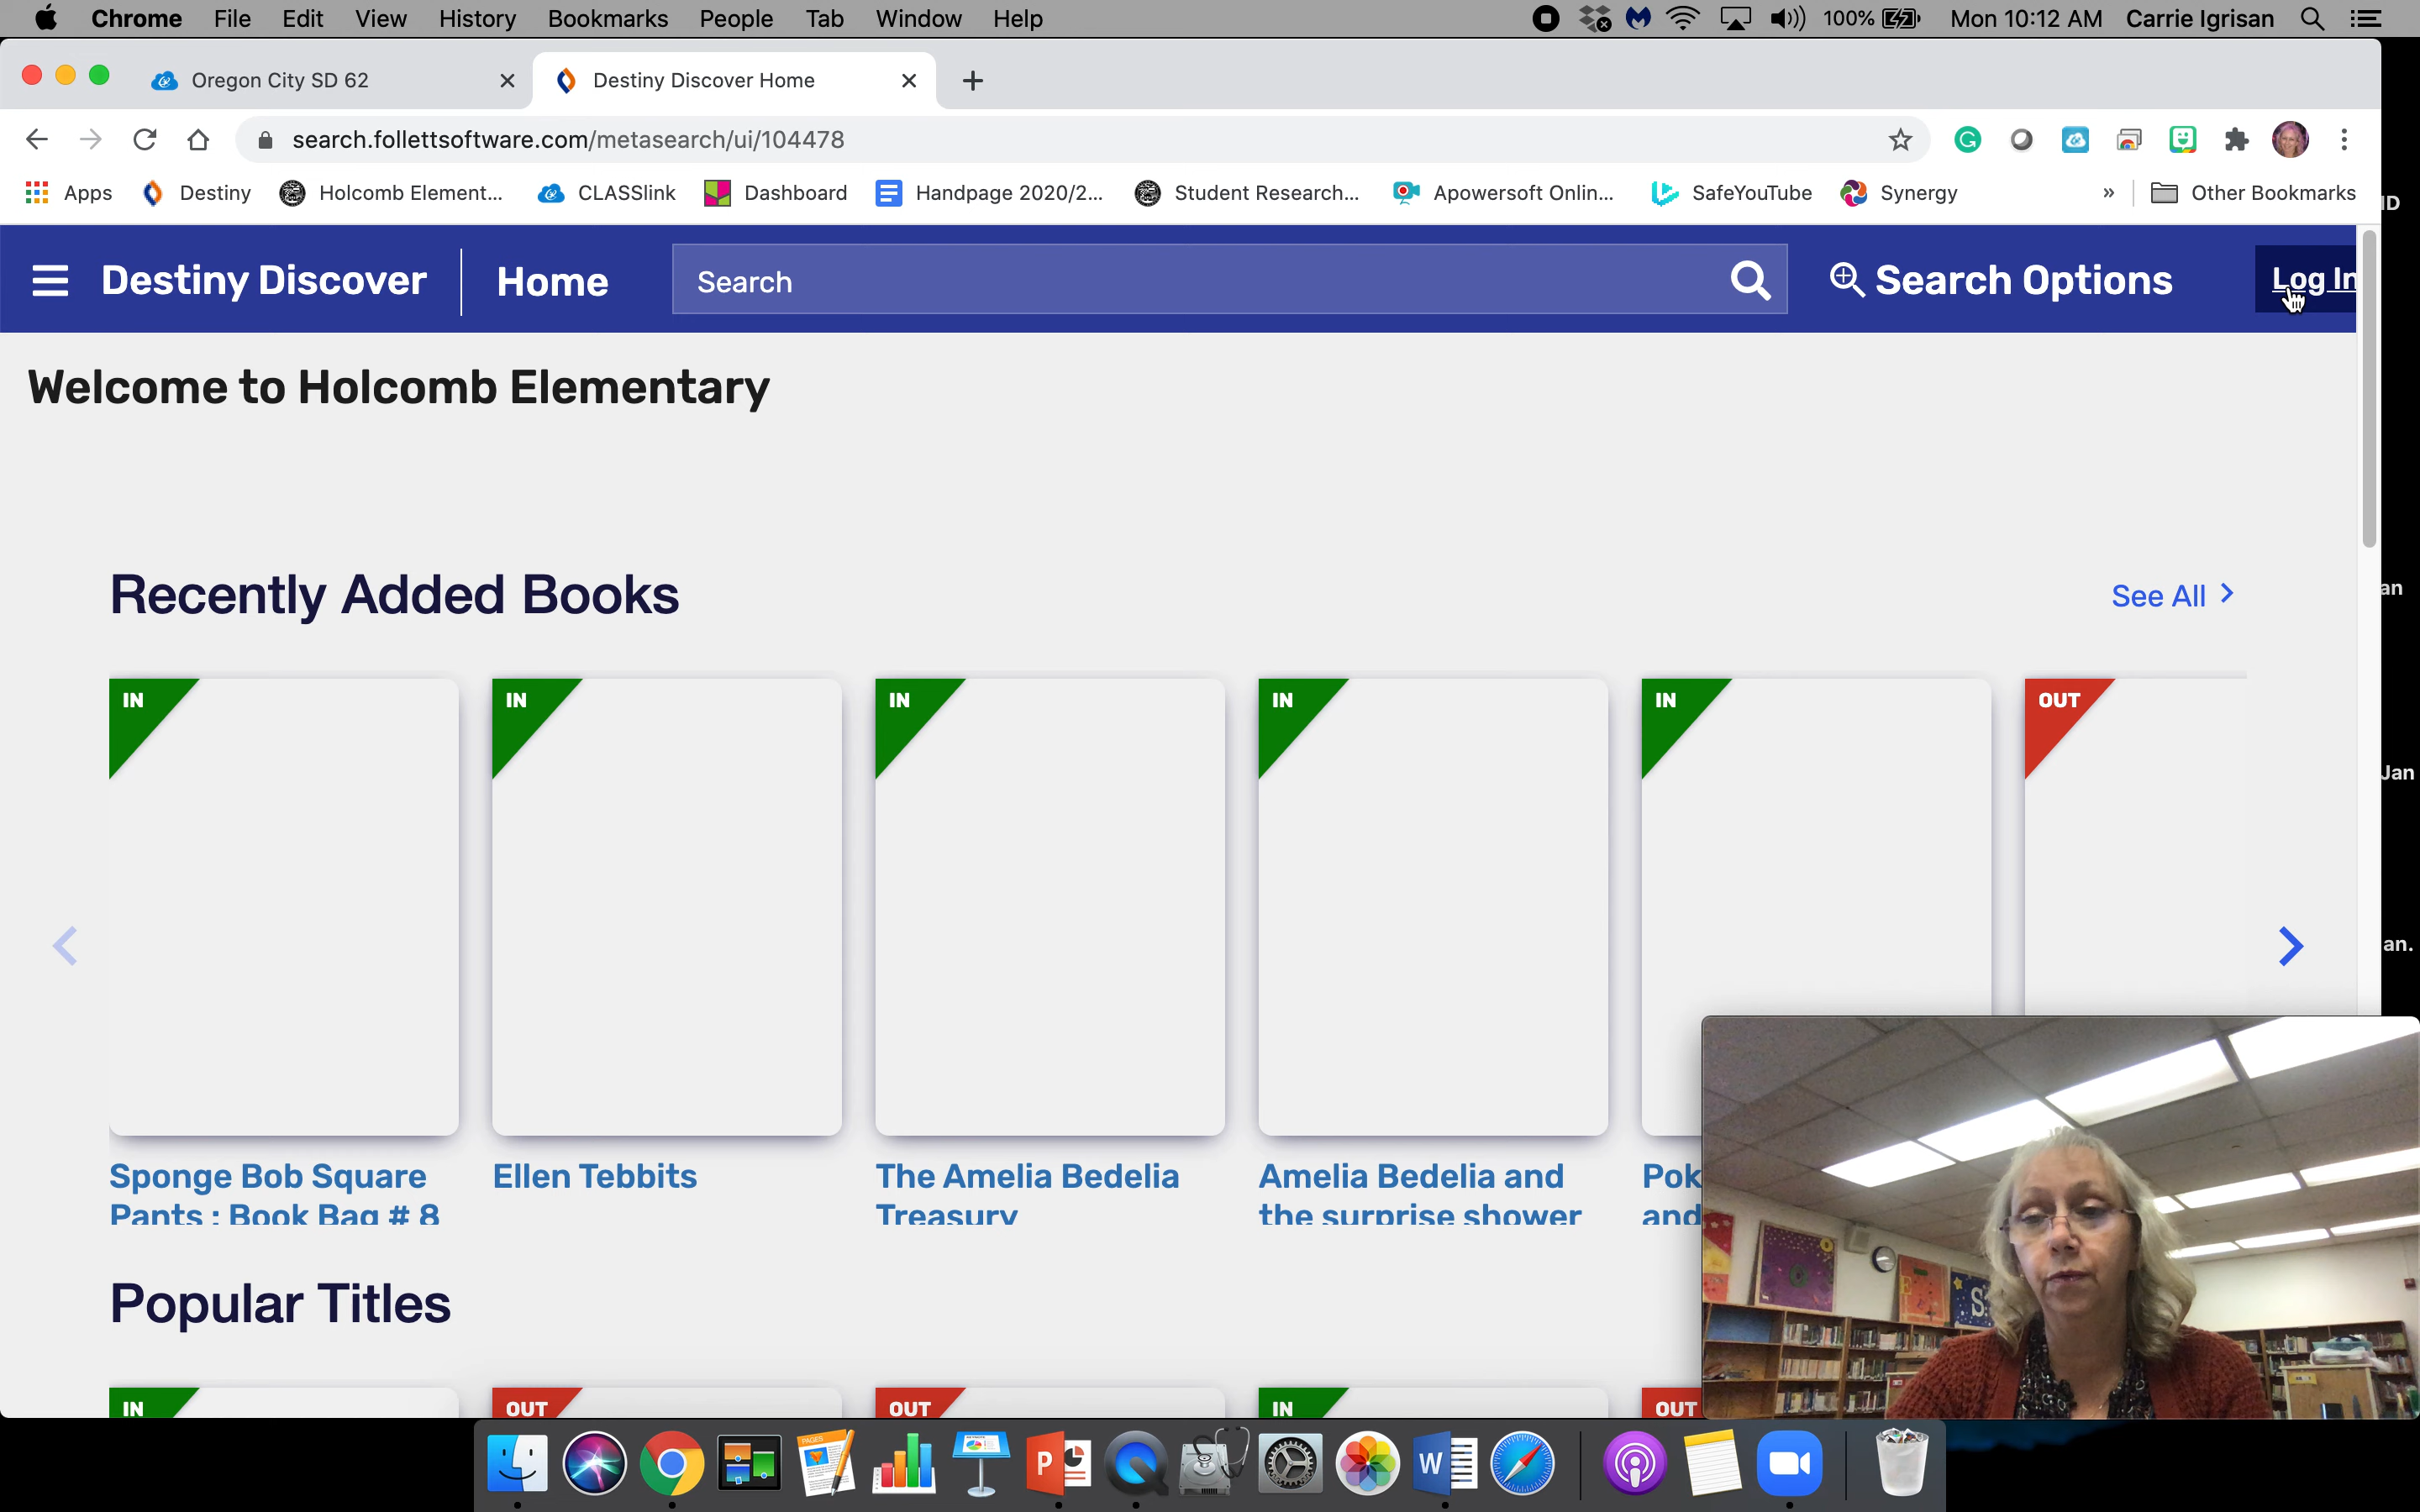 Chrome File Edit View History Bookmarks People Tab Window Help 100% Mon 10:12 AM Carrie Igrisan
Oregon City SD 62 Destiny Discover Home
search.follettsoftware.com/metasearch/ui/104478
Apps Destiny Holcomb Element... CLASSlink Dashboard Handpage 2020/2... Student Research... Apowersoft Onlin... SafeYouTube Synergy » Other Bookmarks
Destiny Discover Home Search Search Options Log In
Welcome to Holcomb Elementary
Recently Added Books See All
IN IN IN IN IN OUT
Sponge Bob Square Pants : Book Bag # 8
Ellen Tebbits
The Amelia Bedelia Treasury
Amelia Bedelia and the surprise shower
Pok
and
Popular Titles
IN OUT OUT IN OUT
an
Jan
an.
PAGES
P
W
S